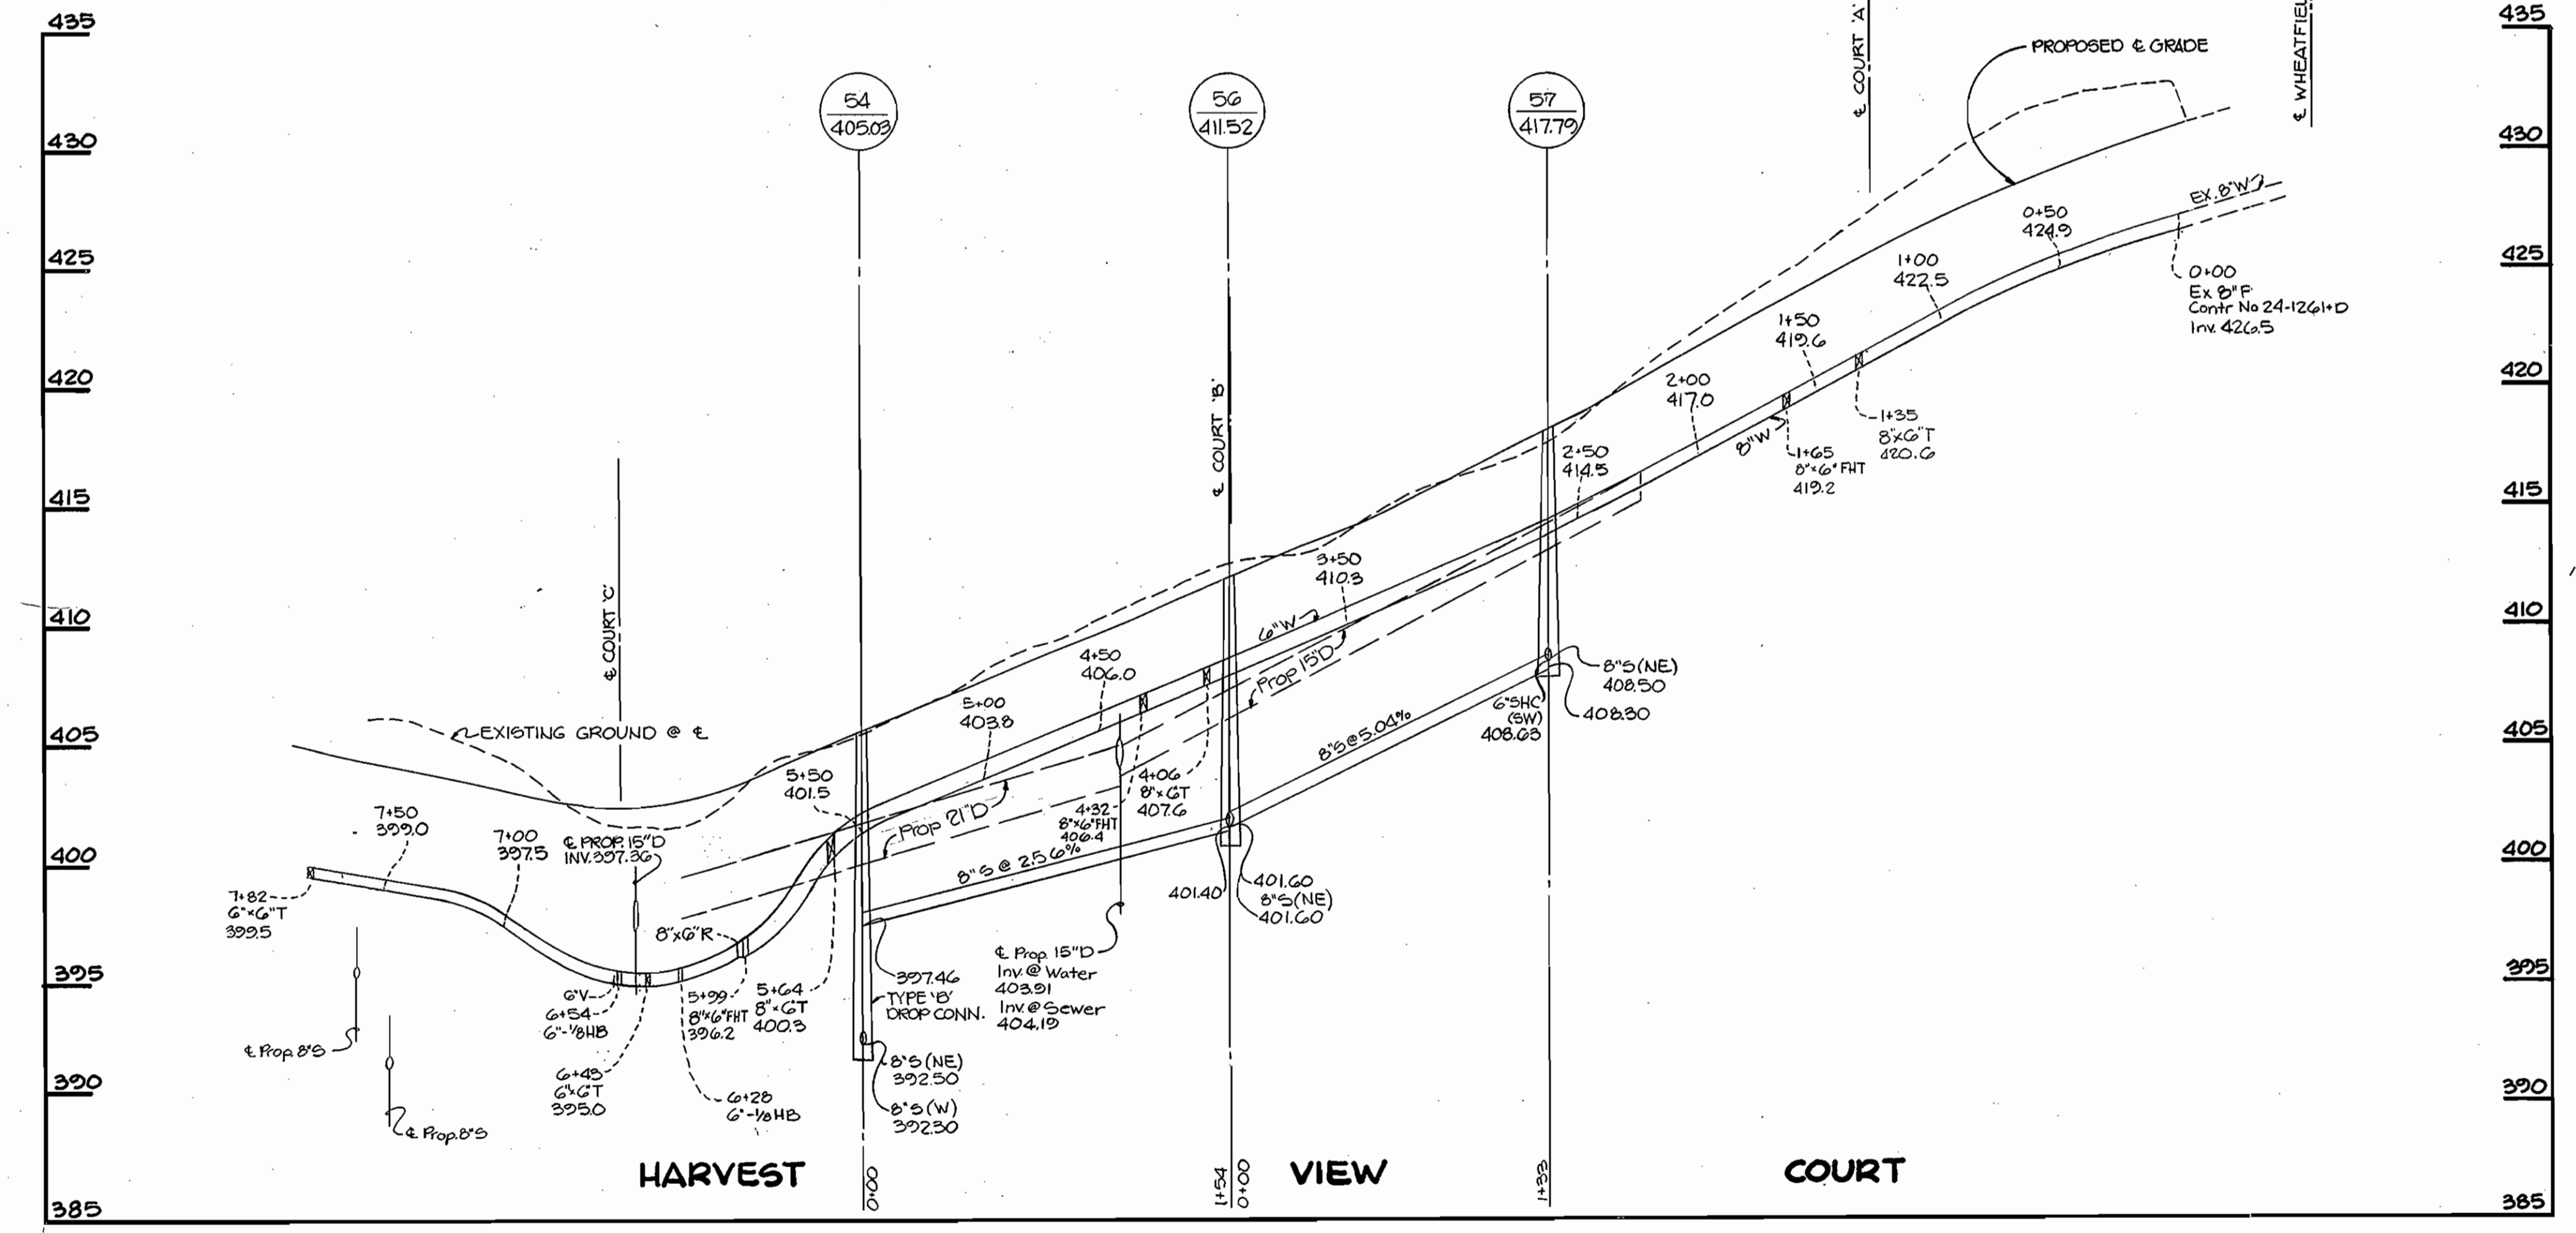 435
430
425
420
415
410
405
400
395
390
385
54
405.03
56
411.52
57
417.79
℄ COURT 'A'
PROPOSED ℄ GRADE
℄ WHEATFIEL
435
430
425
420
415
410
405
400
395
390
385
EX. 8"W
0+50
424.9
1+00
422.5
0+00
Ex 8"F
Contr No 24-1261+D
Inv. 426.5
1+50
419.6
2+00
417.0
1+35
8"x6"T
420.6
8"W
1+65
8"x6"FHT
419.2
2+50
414.5
℄ COURT 'B'
3+50
410.3
6"W
Prop 15"D
℄ COURT 'C'
4+50
406.0
5+00
403.8
EXISTING GROUND @ ℄
5+50
401.5
Prop 21"D
4+06
8"x6"T
407.6
4+32
8"x6"FHT
406.4
8"S @ 2.56%
8"S@5.04%
8"S(NE)
408.50
408.30
6"SHC
(SW)
408.63
7+50
399.0
7+00
397.5
℄ PROP. 15"D
INV. 397.36
7+82
6"x6"T
399.5
8"x6"R
401.40
401.60
8"S(NE)
401.60
℄ Prop. 15"D
Inv. @ Water
403.91
Inv. @ Sewer
404.19
397.46
TYPE 'B'
DROP CONN.
6"V
6+54
6"-1/8HB
5+99
8"x6"FHT
396.2
5+64
8"x6"T
400.3
℄ Prop. 8"S
℄ Prop. 8"S
6+43
6"x6"T
395.0
6+28
6"-1/8HB
8"S(NE)
392.50
8"S(W)
392.30
HARVEST VIEW COURT
0+00
1+54
0+00
1+33